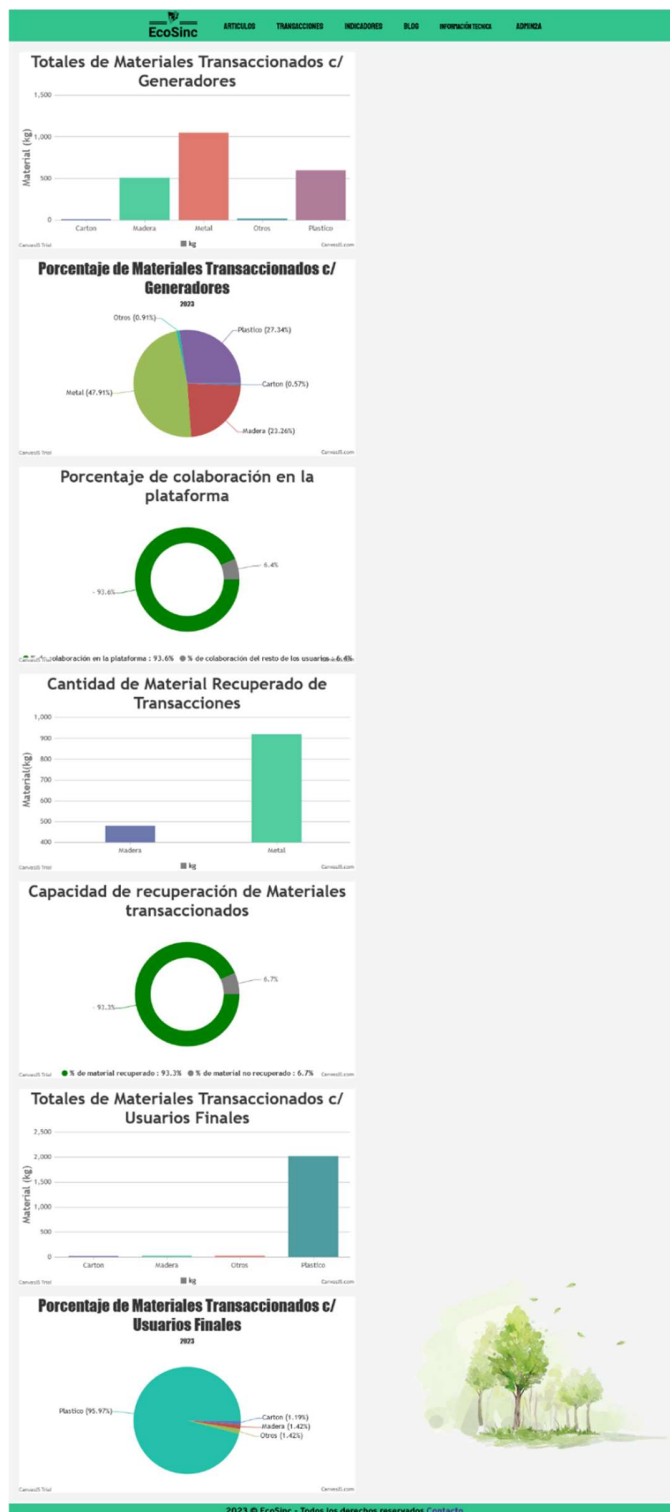 EcoSinc ARTICULOS TRANSACCIONES INDICADORES BLOG INFORMACIÓN TECNICA ADMIN2A
Totales de Materiales Transaccionados c/
Generadores
1,500
1,000
500
0
Material (kg)
Carton Madera Metal Otros Plastico
CanvasJS Trial kg CanvasJS.com
Porcentaje de Materiales Transaccionados c/
Generadores
2023
Otros (0.91%)
Plastico (27.34%)
Metal (47.91%)
Carton (0.57%)
Madera (23.26%)
CanvasJS Trial CanvasJS.com
Porcentaje de colaboración en la
plataforma
6.4%
- 93.6%
colaboración en la plataforma : 93.6% % de colaboración del resto de los usuarios : 6.4%
Cantidad de Material Recuperado de
Transacciones
1,000
900
800
700
600
500
400
Material(kg)
Madera Metal
CanvasJS Trial kg CanvasJS.com
Capacidad de recuperación de Materiales
transaccionados
6.7%
- 93.3%
CanvasJS Trial % de material recuperado : 93.3% % de material no recuperado : 6.7% CanvasJS.com
Totales de Materiales Transaccionados c/
Usuarios Finales
2,500
2,000
1,500
1,000
500
0
Material (kg)
Carton Madera Otros Plastico
CanvasJS Trial kg CanvasJS.com
Porcentaje de Materiales Transaccionados c/
Usuarios Finales
2023
Plastico (95.97%)
Carton (1.19%)
Madera (1.42%)
Otros (1.42%)
CanvasJS Trial CanvasJS.com
2023 © EcoSinc - Todos los derechos reservados Contacto